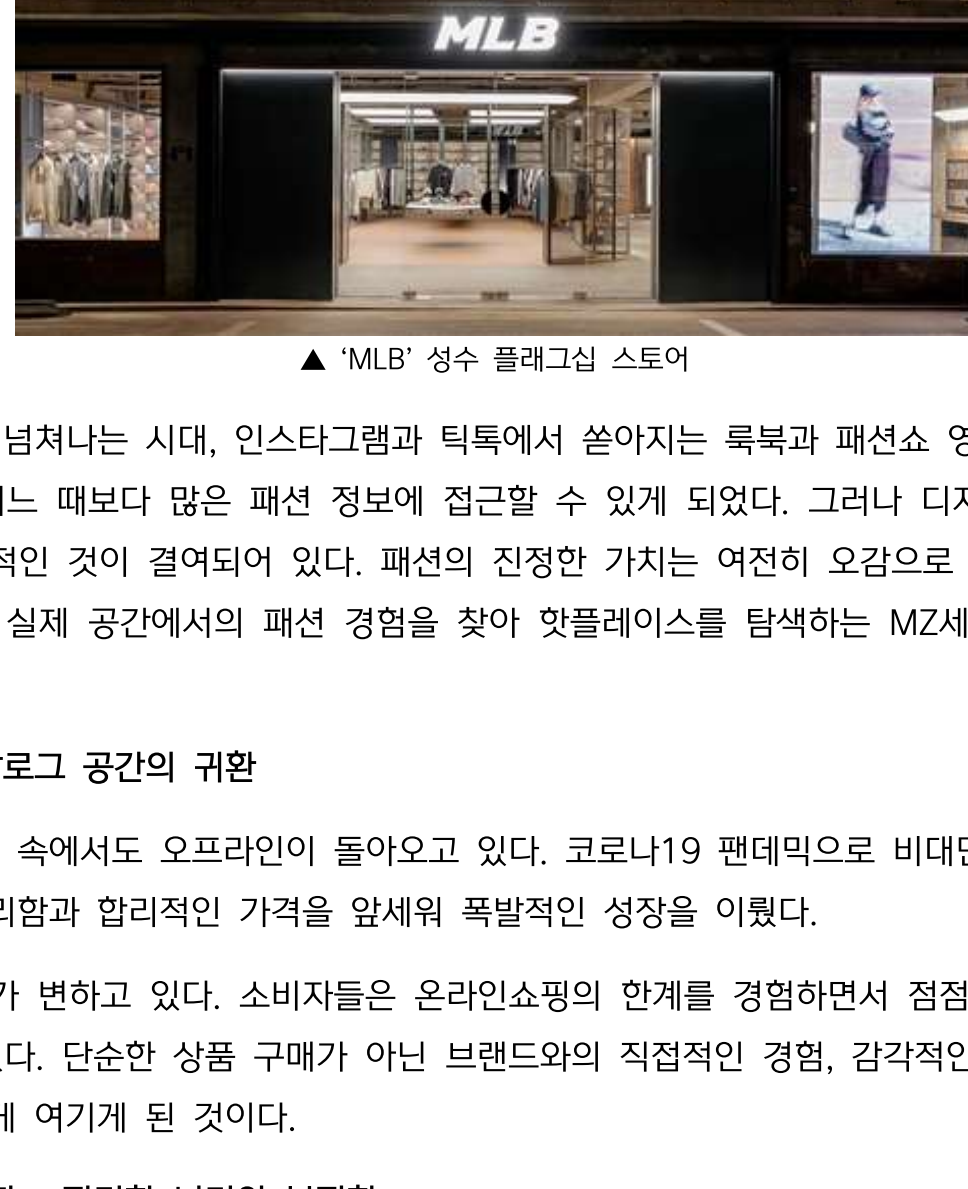 MLB
▲ ‘MLB’ 성수 플래그십 스토어
넘쳐나는 시대, 인스타그램과 틱톡에서 쏟아지는 룩북과 패션쇼
때보다 많은 패션 정보에 접근할 수 있게 되었다. 그러나
것이 결여되어 있다. 패션의 진정한 가치는 여전히 오감으로
실제 공간에서의 패션 경험을 찾아 핫플레이스를 탐색하는 MZ세
로그 공간의 귀환
속에서도 오프라인이 돌아오고 있다. 코로나19 팬데믹으로
리함과 합리적인 가격을 앞세워 폭발적인 성장을 이뤘다.
변하고 있다. 소비자들은 온라인쇼핑의 한계를 경험하면서 점점
다. 단순한 상품 구매가 아닌 브랜드와의 직접적인 경험, 감각적인
여기게 된 것이다.